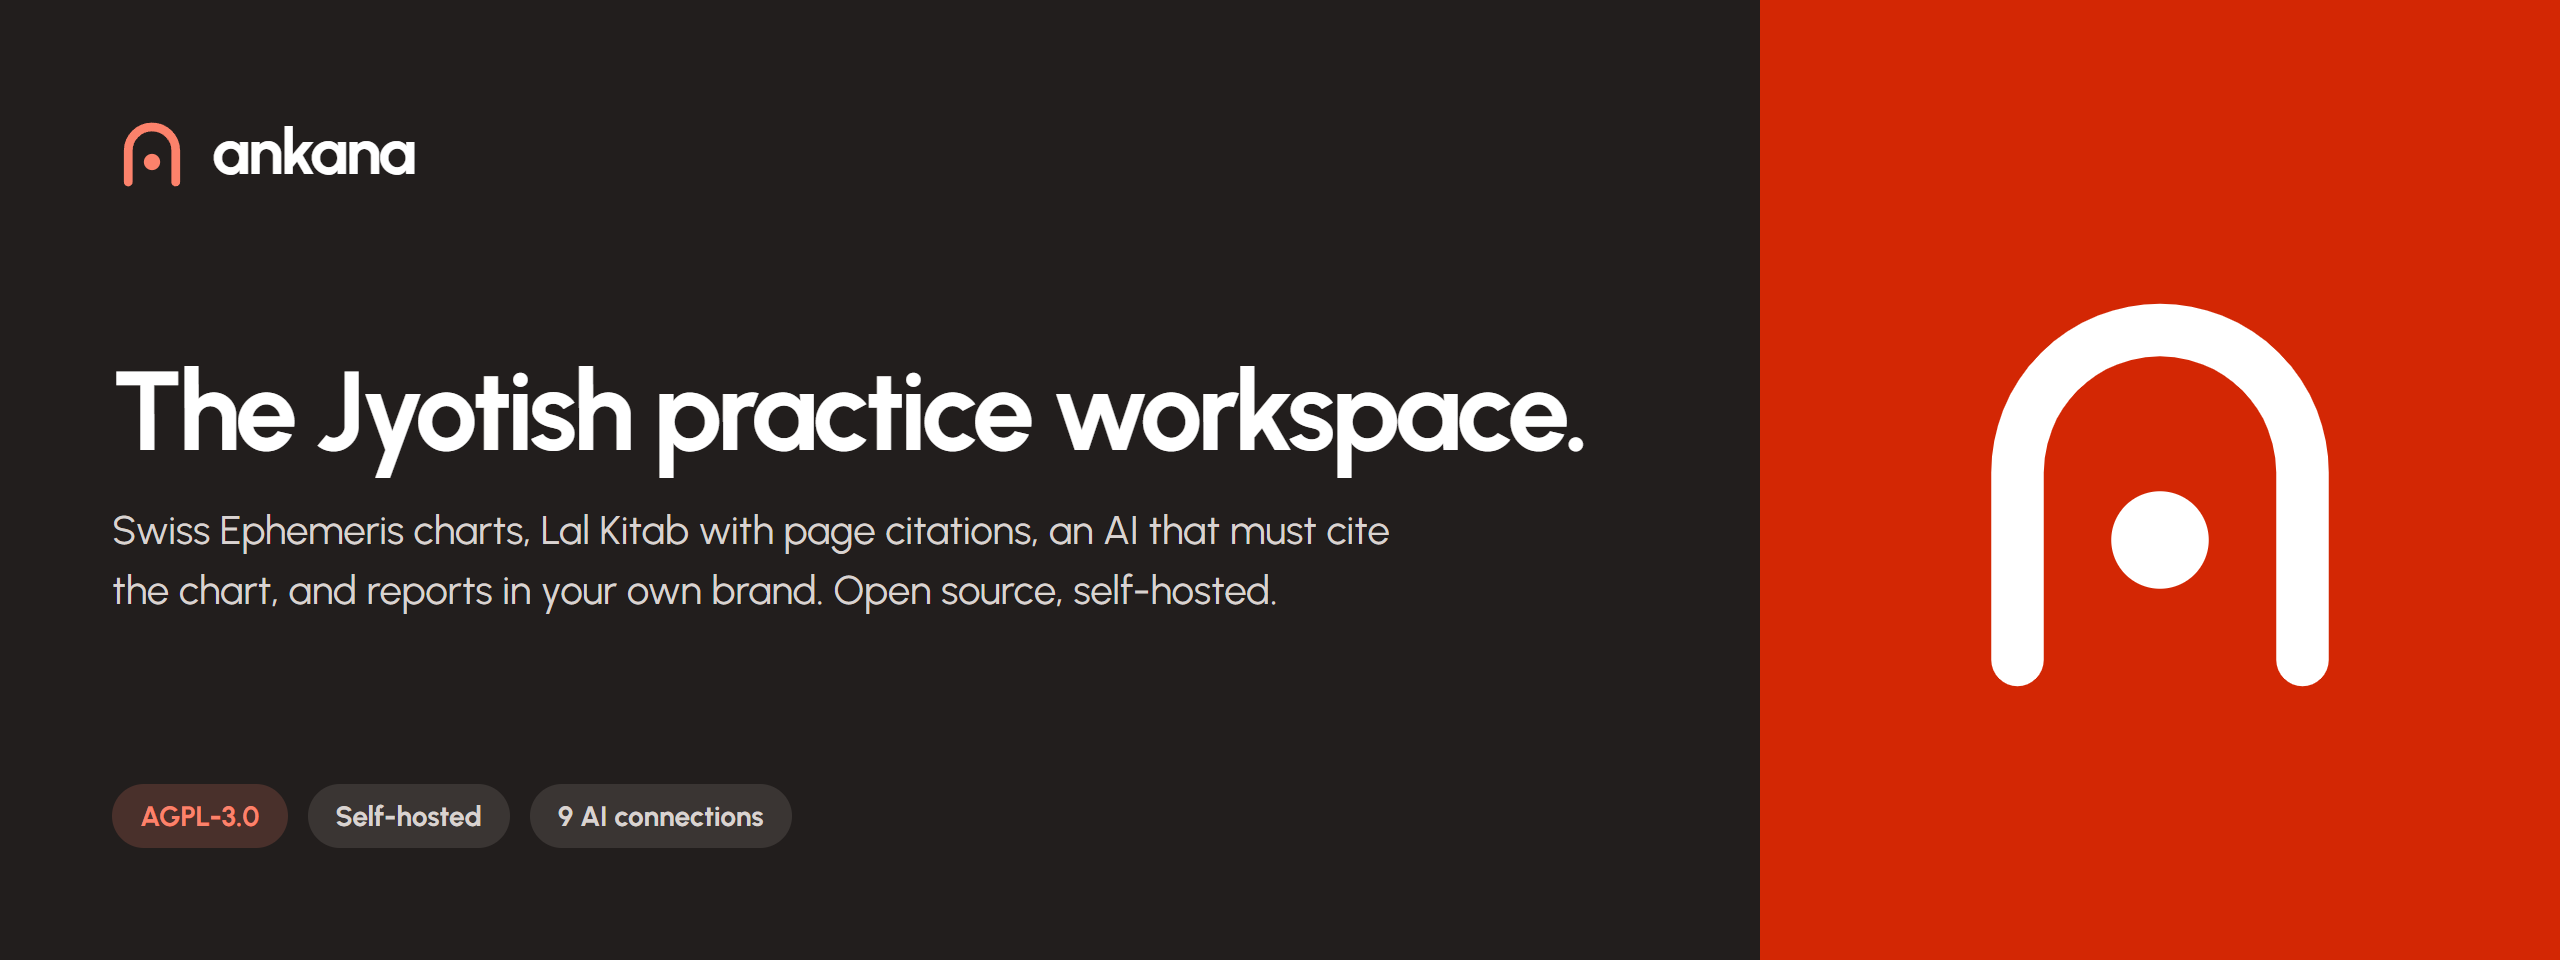 ankana
The Jyotish practice workspace.
Swiss Ephemeris charts, Lal Kitab with page citations, an AI that must cite
the chart, and reports in your own brand. Open source, self-hosted.
AGPL-3.0
Self-hosted
9 AI connections